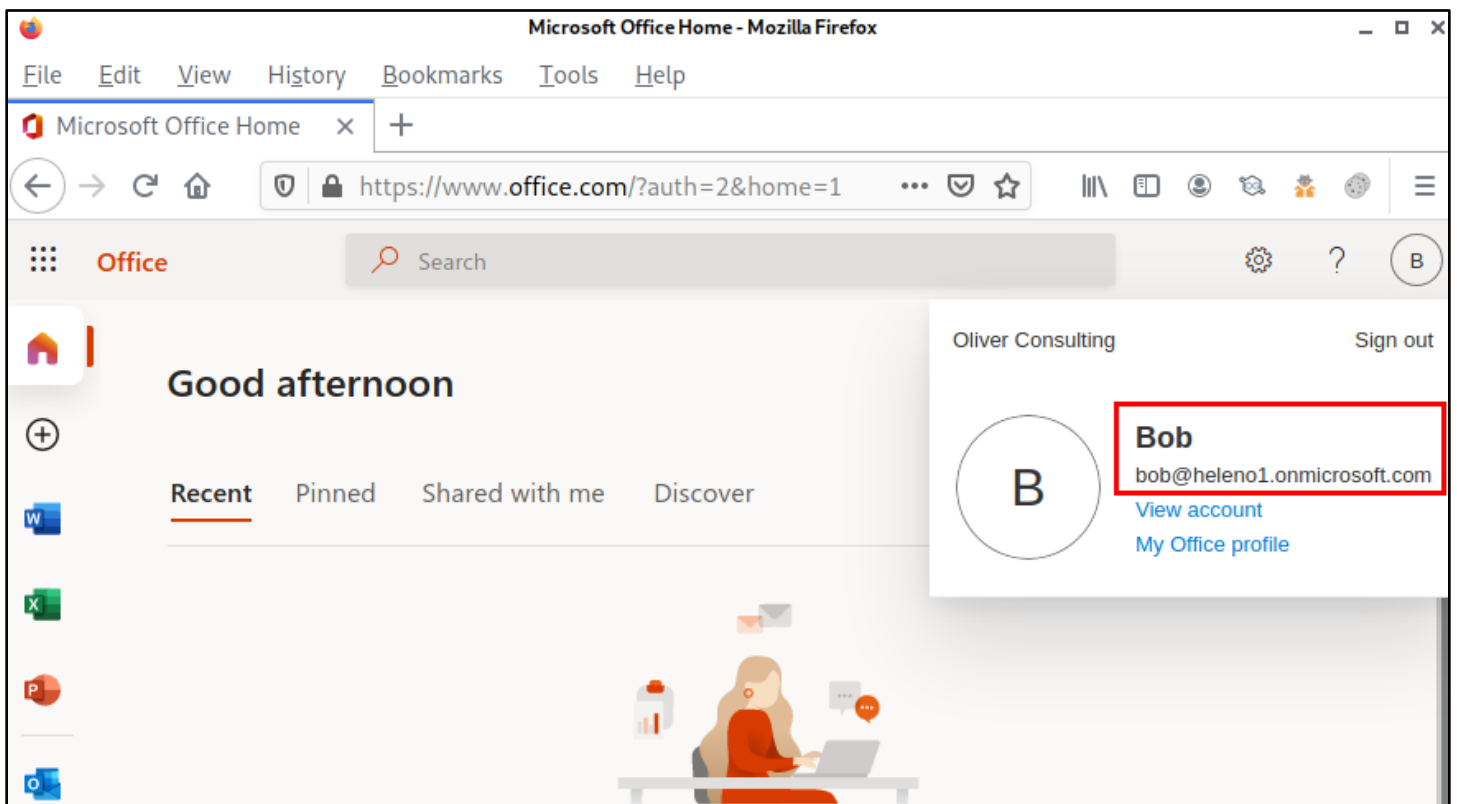 Microsoft Office Home - Mozilla Firefox
File Edit View History Bookmarks Tools Help
Microsoft Office Home
https://www.office.com/?auth=2&home=1
Office Search ? B
Oliver Consulting Sign out
Good afternoon
B
Bob
bob@heleno1.onmicrosoft.com
View account
My Office profile
Recent Pinned Shared with me Discover
W
X
P
O